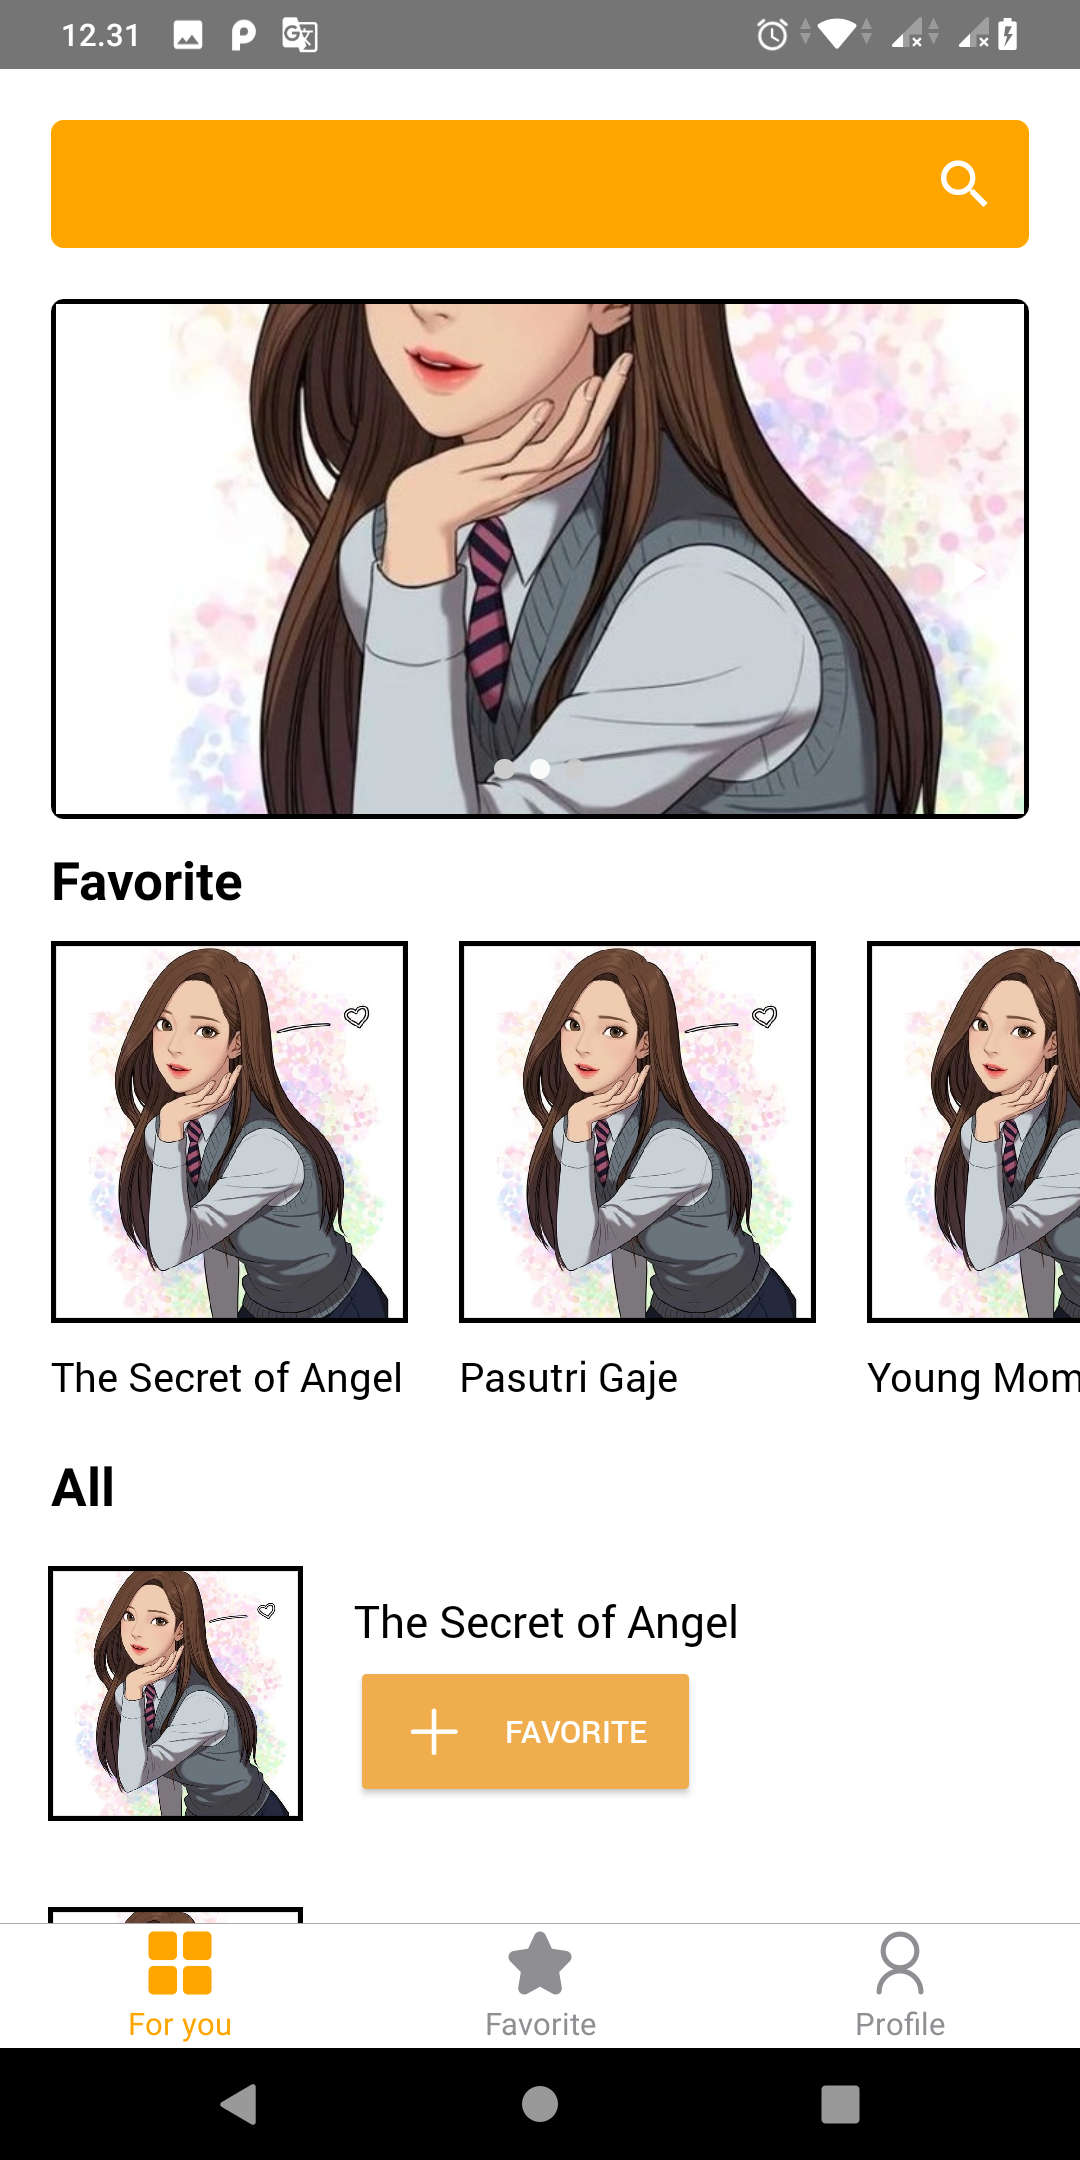 12.31
Favorite
The Secret of Angel
Pasutri Gaje
Young Mom
All
The Secret of Angel
FAVORITE
For you
Favorite
Profile